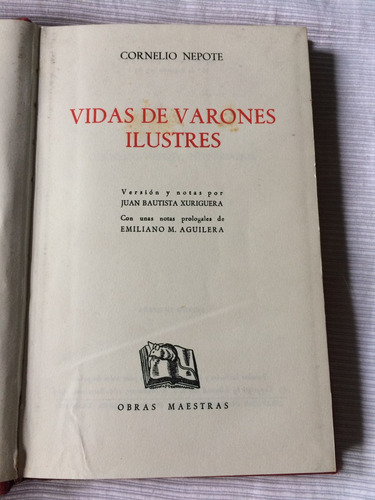 CORNELIO NEPOTE
VIDAS DE VARONES
ILUSTRES
Versión y notas por
JUAN BAUTISTA XURIGUERA
Con unas notas prologales de
EMILIANO M. AGUILERA
OBRAS MAESTRAS